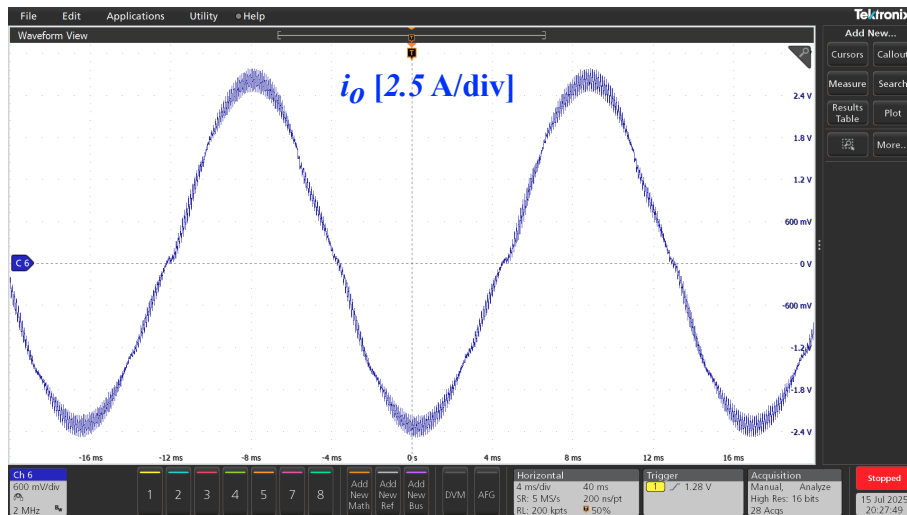 File Edit Applications Utility Help Tektronix
Waveform View
Add New...
T
T
i_o [2.5 A/div]
Cursors
Callout
Measure
Search
Results Table
Plot
More...
2.4 V
1.8 V
1.2 V
600 mV
C 6
0 V
-600 mV
-1.2 V
-1.8 V
-2.4 V
-16 ms -12 ms -8 ms -4 ms 0 s 4 ms 8 ms 12 ms 16 ms
Ch 6
600 mV/div
2 MHz
1 2 3 4 5 6 7 8
Add New Math
Add New Ref
Add New Bus
DVM
AFG
Horizontal
4 ms/div 40 ms
SR: 5 MS/s 200 ns/pt
RL: 200 kpts 50%
Trigger
1 1.28 V
Acquisition
Manual, Analyze
High Res: 16 bits
28 Acqs
Stopped
15 Jul 2025
20:27:49